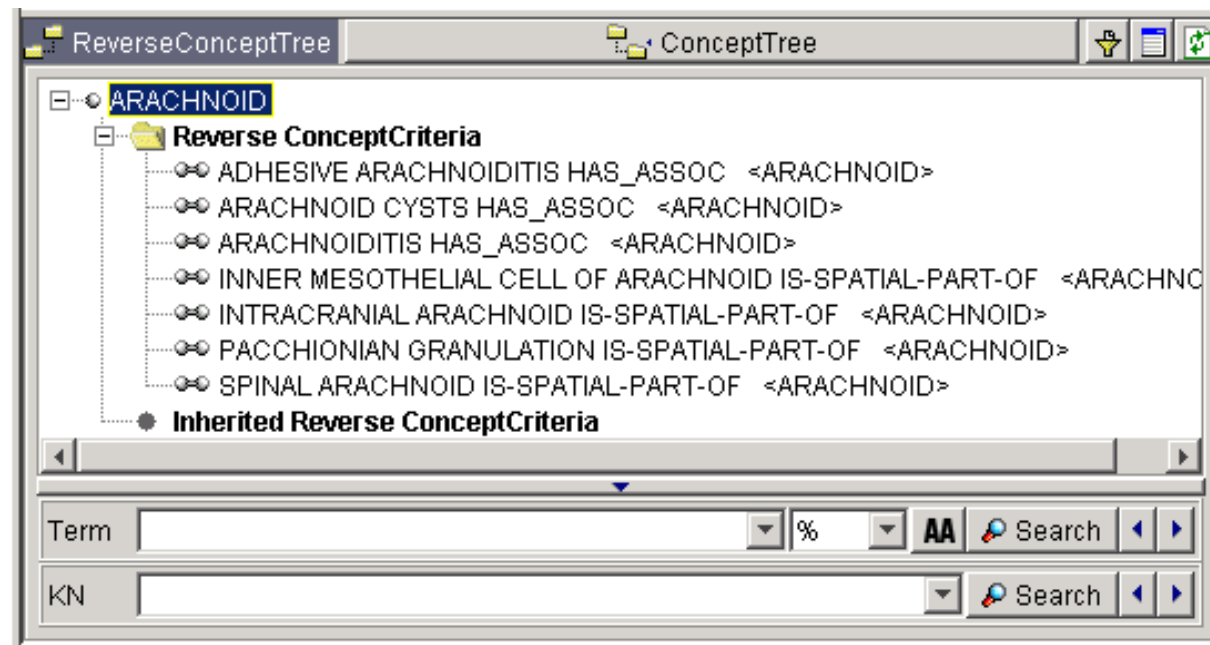 ReverseConceptTree ConceptTree
ARACHNOID
Reverse ConceptCriteria
ADHESIVE ARACHNOIDITIS HAS_ASSOC <ARACHNOID>
ARACHNOID CYSTS HAS_ASSOC <ARACHNOID>
ARACHNOIDITIS HAS_ASSOC <ARACHNOID>
INNER MESOTHELIAL CELL OF ARACHNOID IS-SPATIAL-PART-OF <ARACHNO
INTRACRANIAL ARACHNOID IS-SPATIAL-PART-OF <ARACHNOID>
PACCHIONIAN GRANULATION IS-SPATIAL-PART-OF <ARACHNOID>
SPINAL ARACHNOID IS-SPATIAL-PART-OF <ARACHNOID>
Inherited Reverse ConceptCriteria
Term % AA Search
KN Search